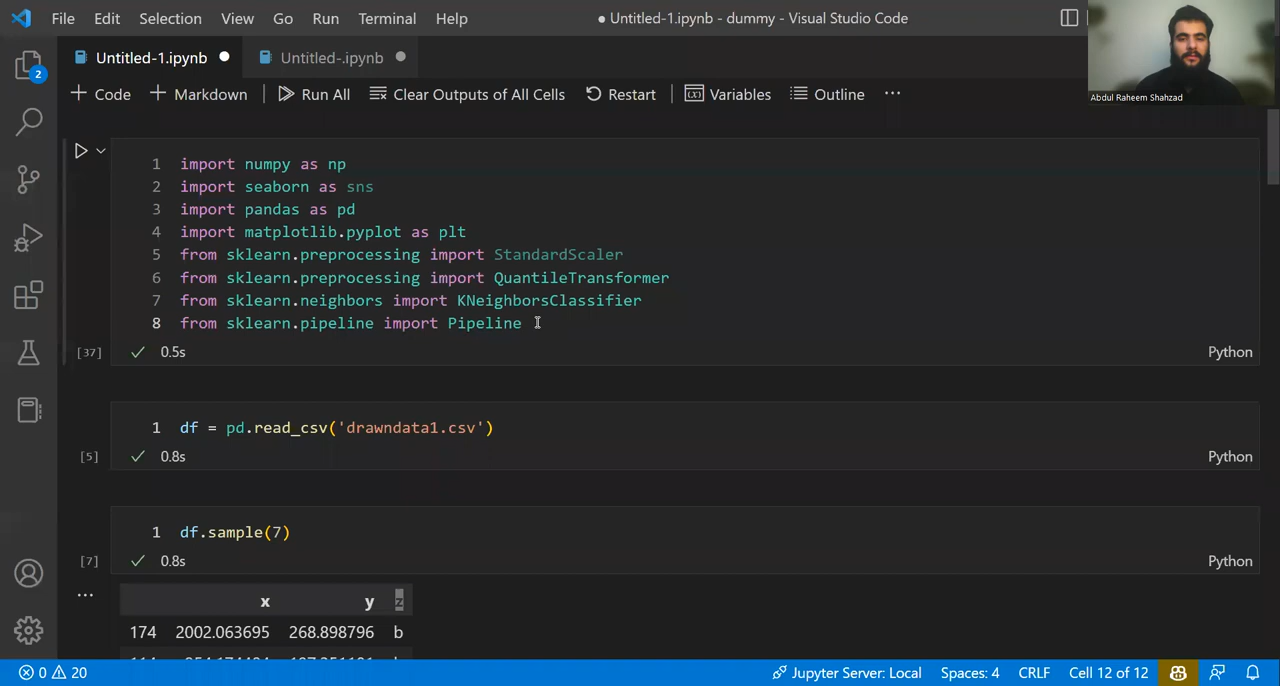 File Edit Selection View Go Run Terminal Help
● Untitled-1.ipynb - dummy - Visual Studio Code
Abdul Raheem Shahzad
Untitled-1.ipynb ● Untitled-.ipynb ●
+ Code + Markdown Run All Clear Outputs of All Cells Restart Variables Outline ...
2
1 import numpy as np
2 import seaborn as sns
3 import pandas as pd
4 import matplotlib.pyplot as plt
5 from sklearn.preprocessing import StandardScaler
6 from sklearn.preprocessing import QuantileTransformer
7 from sklearn.neighbors import KNeighborsClassifier
8 from sklearn.pipeline import Pipeline
[37] 0.5s Python
1 df = pd.read_csv('drawndata1.csv')
[5] 0.8s Python
1 df.sample(7)
[7] 0.8s Python
... x y z
174 2002.063695 268.898796 b
0 20 Jupyter Server: Local Spaces: 4 CRLF Cell 12 of 12